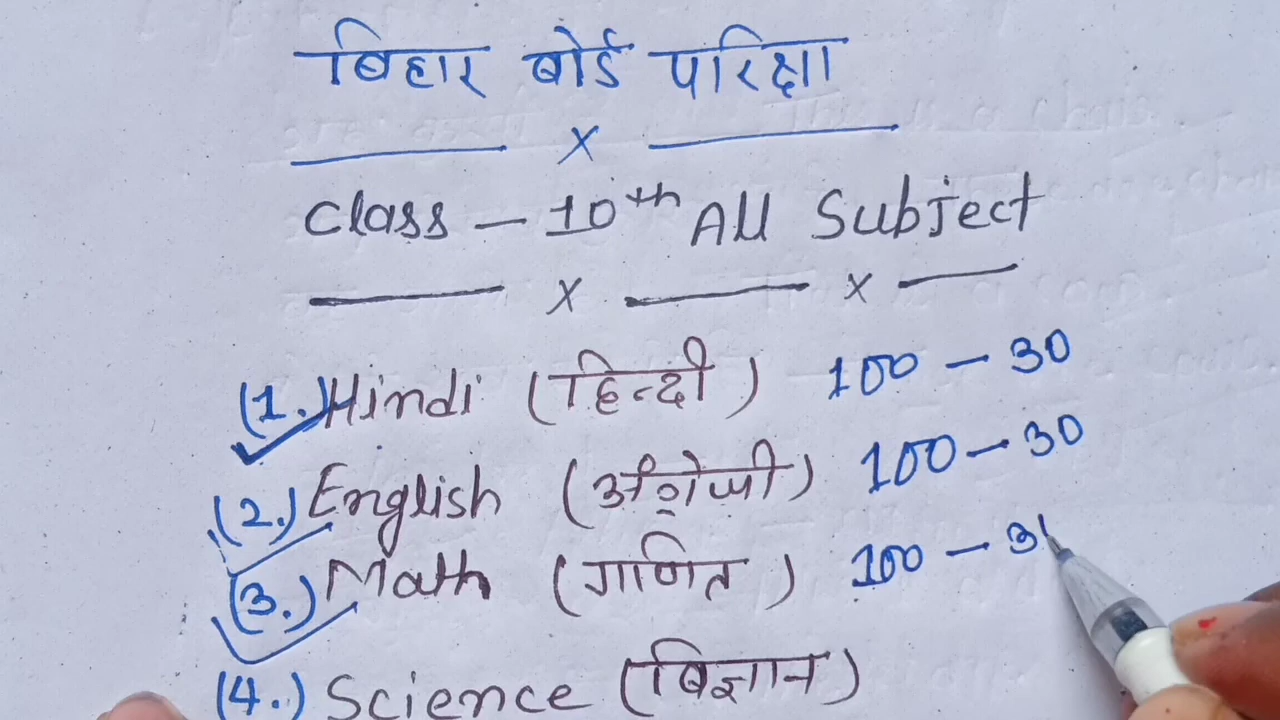 बिहार बोर्ड परिक्षा
x
Class - 10th All Subject
x x
(1.) Hindi (हिन्दी) 100 - 30
(2.) English (अंग्रेजी) 100 - 30
(3.) Math (गणित) 100 - 3
(4.) Science (बिज्ञान)